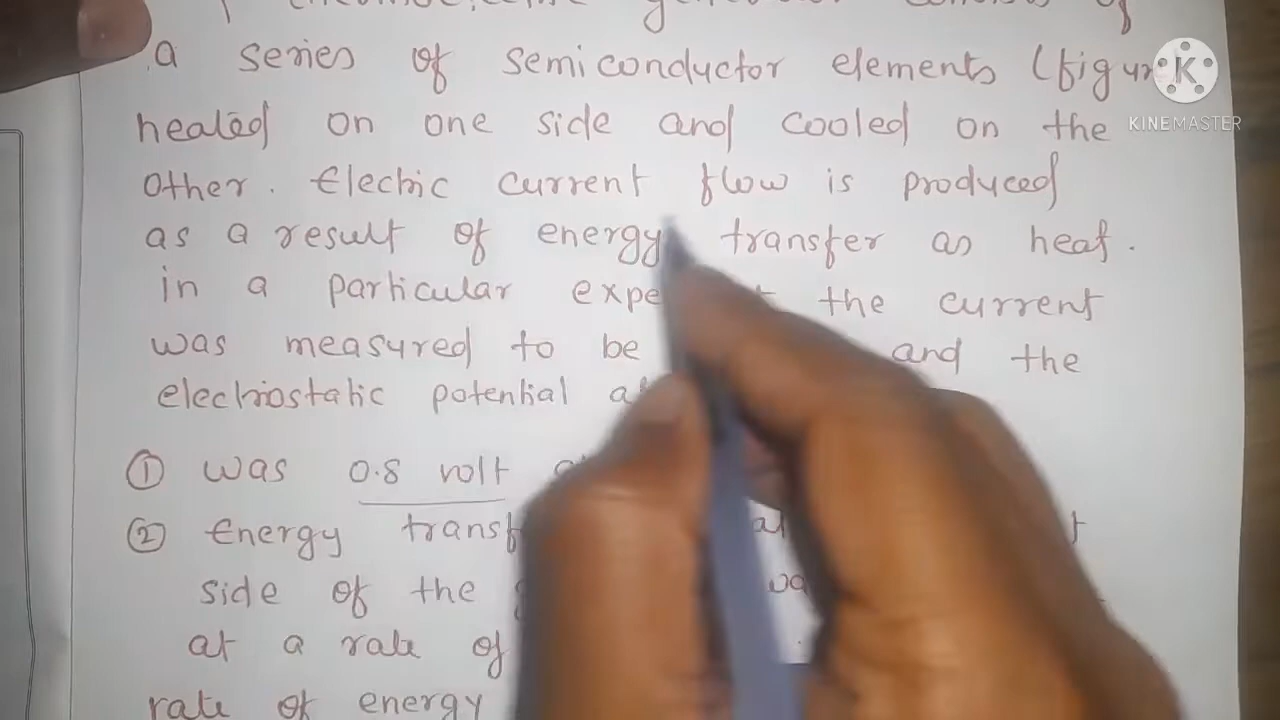 a series of semiconductor elements (figur
K
KINEMASTER
heated on one side and cooled on the
other. Electric current flow is produced
as a result of energy transfer as heat.
in a particular the current
was measured to be and the
electrostatic potential
① was 0.8 volt
② Energy
side of the
at a rate of
rate of energy